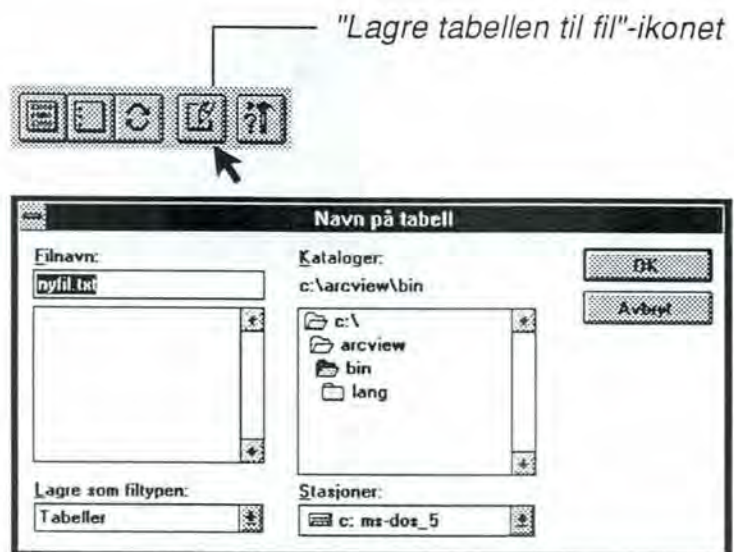 "Lagre tabellen til fil"-ikonet
Navn på tabell
Filnavn:
nyfil.txt
Kataloger:
c:\arcview\bin
c:\
arcview
bin
lang
OK
Avbryt
Lagre som filtypen:
Tabeller
Stasjoner:
c: ms-dos_5